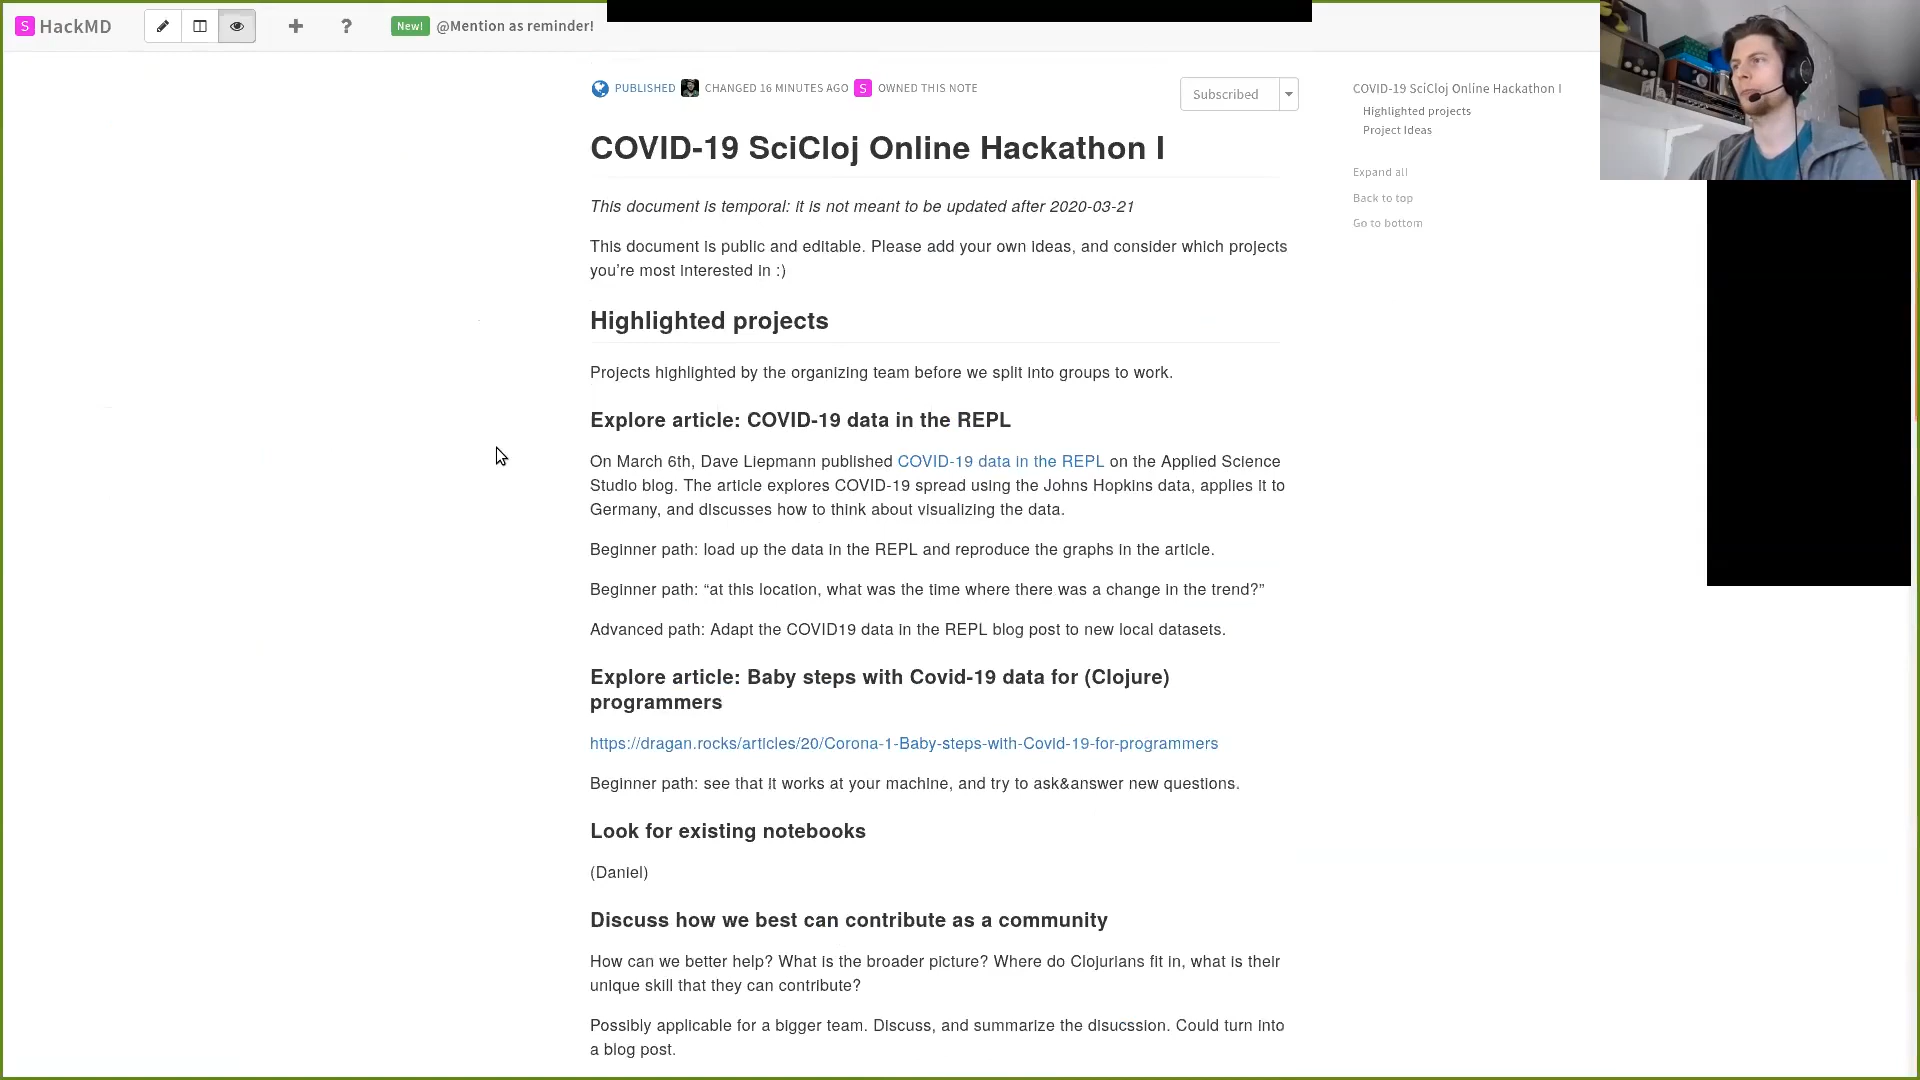 S HackMD
? New! @Mention as reminder!
PUBLISHED CHANGED 16 MINUTES AGO S OWNED THIS NOTE
Subscribed
COVID-19 SciCloj Online Hackathon I
This document is temporal: it is not meant to be updated after 2020-03-21
This document is public and editable. Please add your own ideas, and consider which projects
you’re most interested in :)
Highlighted projects
Projects highlighted by the organizing team before we split into groups to work.
Explore article: COVID-19 data in the REPL
On March 6th, Dave Liepmann published COVID-19 data in the REPL on the Applied Science
Studio blog. The article explores COVID-19 spread using the Johns Hopkins data, applies it to
Germany, and discusses how to think about visualizing the data.
Beginner path: load up the data in the REPL and reproduce the graphs in the article.
Beginner path: “at this location, what was the time where there was a change in the trend?”
Advanced path: Adapt the COVID19 data in the REPL blog post to new local datasets.
Explore article: Baby steps with Covid-19 data for (Clojure)
programmers
https://dragan.rocks/articles/20/Corona-1-Baby-steps-with-Covid-19-for-programmers
Beginner path: see that it works at your machine, and try to ask&answer new questions.
Look for existing notebooks
(Daniel)
Discuss how we best can contribute as a community
How can we better help? What is the broader picture? Where do Clojurians fit in, what is their
unique skill that they can contribute?
Possibly applicable for a bigger team. Discuss, and summarize the disucssion. Could turn into
a blog post.
COVID-19 SciCloj Online Hackathon I
Highlighted projects
Project Ideas
Expand all
Back to top
Go to bottom